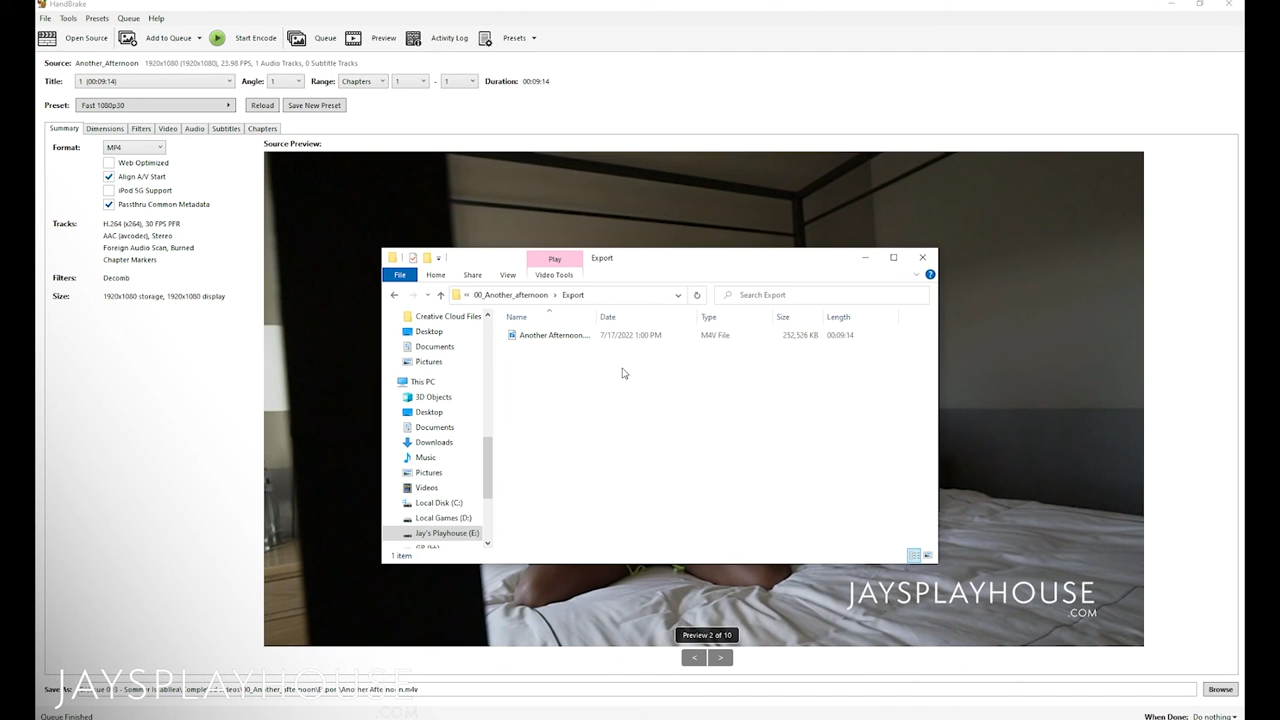 HandBrake
File Tools Presets Queue Help
Open Source Add to Queue Start Encode Queue Preview Activity Log Presets
Source: Another_Afternoon 1920x1080 (1920x1080), 23.98 FPS, 1 Audio Tracks, 0 Subtitle Tracks
Title: 1 (00:09:14) Angle: 1 Range: Chapters 1 - 1 Duration: 00:09:14
Preset: Fast 1080p30 Reload Save New Preset
Summary Dimensions Filters Video Audio Subtitles Chapters
Format: MP4
Web Optimized
Align A/V Start
iPod 5G Support
Passthru Common Metadata
Tracks: H.264 (x264), 30 FPS PFR
AAC (avcodec), Stereo
Foreign Audio Scan, Burned
Chapter Markers
Filters: Decomb
Size: 1920x1080 storage, 1920x1080 display
Source Preview:
Play Export
File Home Share View Video Tools
« 00_Another_afternoon › Export Search Export
Creative Cloud Files
Desktop
Documents
Pictures
This PC
3D Objects
Desktop
Documents
Downloads
Music
Pictures
Videos
Local Disk (C:)
Local Games (D:)
Jay's Playhouse (E:)
Name Date Type Size Length
Another Afternoon.... 7/17/2022 1:00 PM M4V File 252,526 KB 00:09:14
1 item
JAYSPLAYHOUSE
.COM
Preview 2 of 10
< >
JAYSPLAYHOUSE
.COM
Save As: Browse
Queue Finished When Done: Do nothing